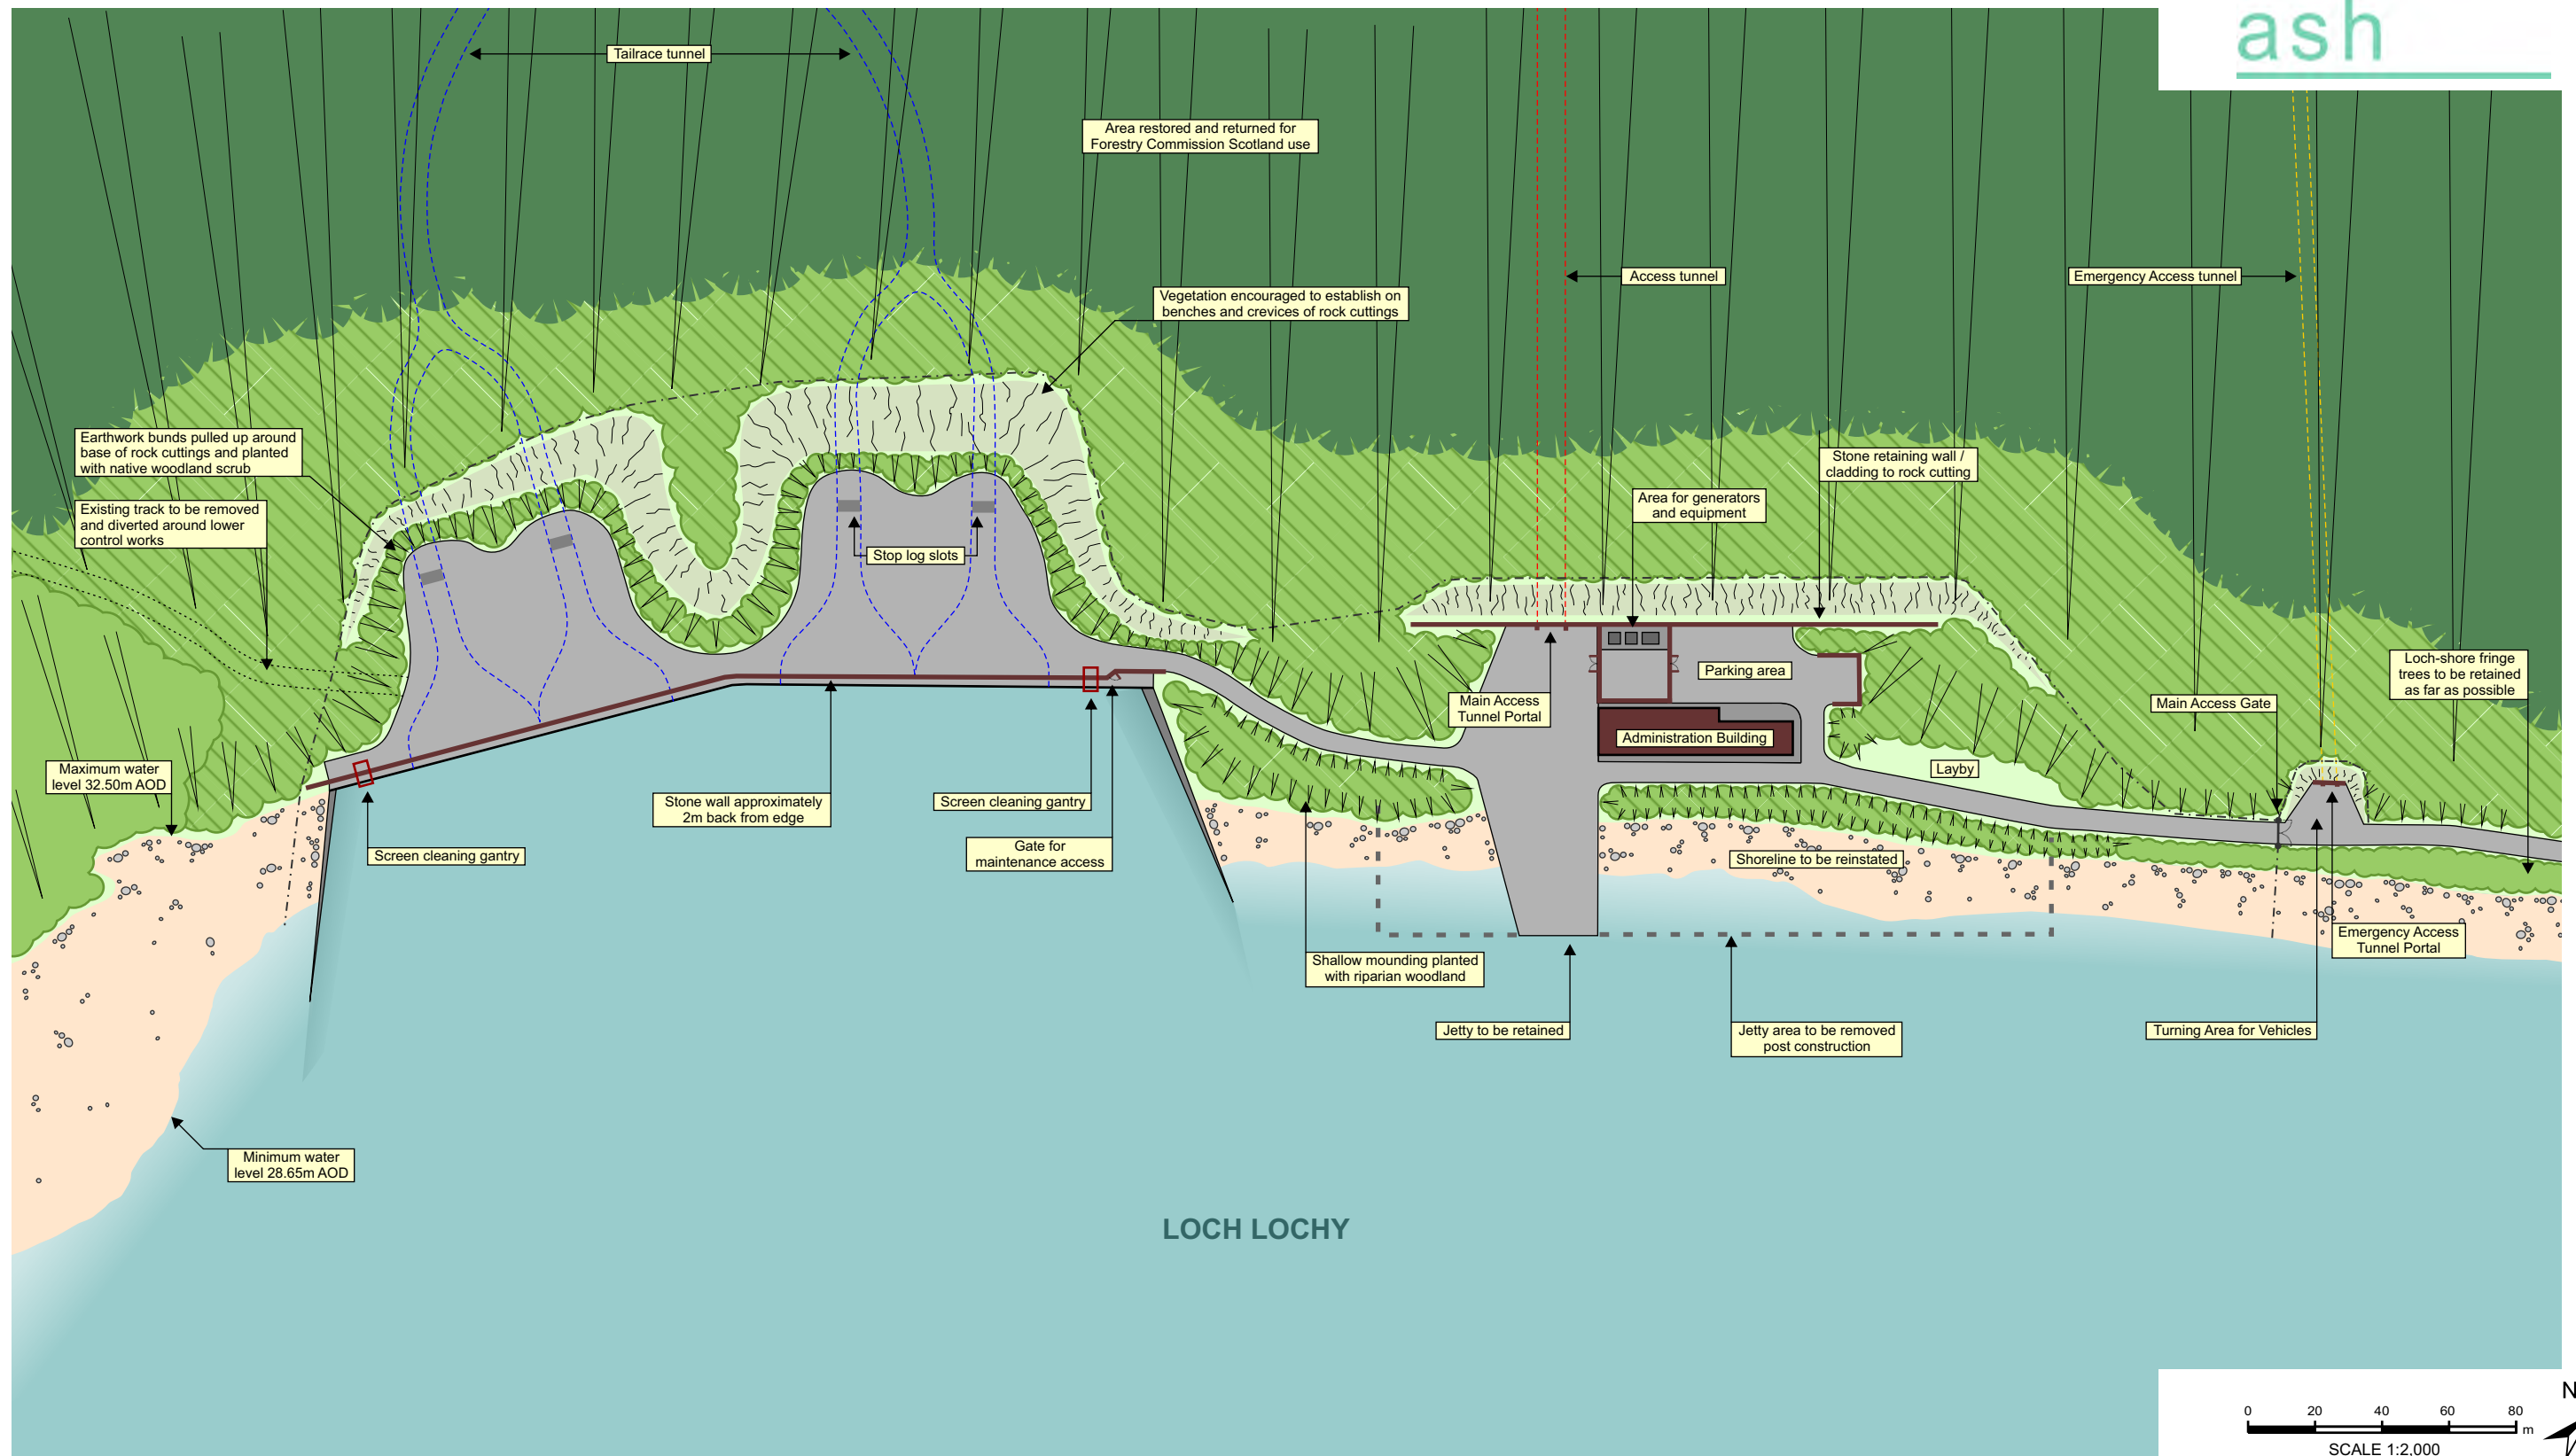 ash
Tailrace tunnel
Area restored and returned for
Forestry Commission Scotland use
Access tunnel
Emergency Access tunnel
Vegetation encouraged to establish on
benches and crevices of rock cuttings
Earthwork bunds pulled up around
base of rock cuttings and planted
with native woodland scrub
Stone retaining wall /
cladding to rock cutting
Existing track to be removed
and diverted around lower
control works
Area for generators
and equipment
Stop log slots
Parking area
Loch-shore fringe
trees to be retained
as far as possible
Main Access
Tunnel Portal
Main Access Gate
Administration Building
Maximum water
level 32.50m AOD
Layby
Stone wall approximately
2m back from edge
Screen cleaning gantry
Screen cleaning gantry
Gate for
maintenance access
Shoreline to be reinstated
Emergency Access
Tunnel Portal
Shallow mounding planted
with riparian woodland
Jetty to be retained
Jetty area to be removed
post construction
Turning Area for Vehicles
Minimum water
level 28.65m AOD
LOCH LOCHY
N
0 20 40 60 80 m
SCALE 1:2,000